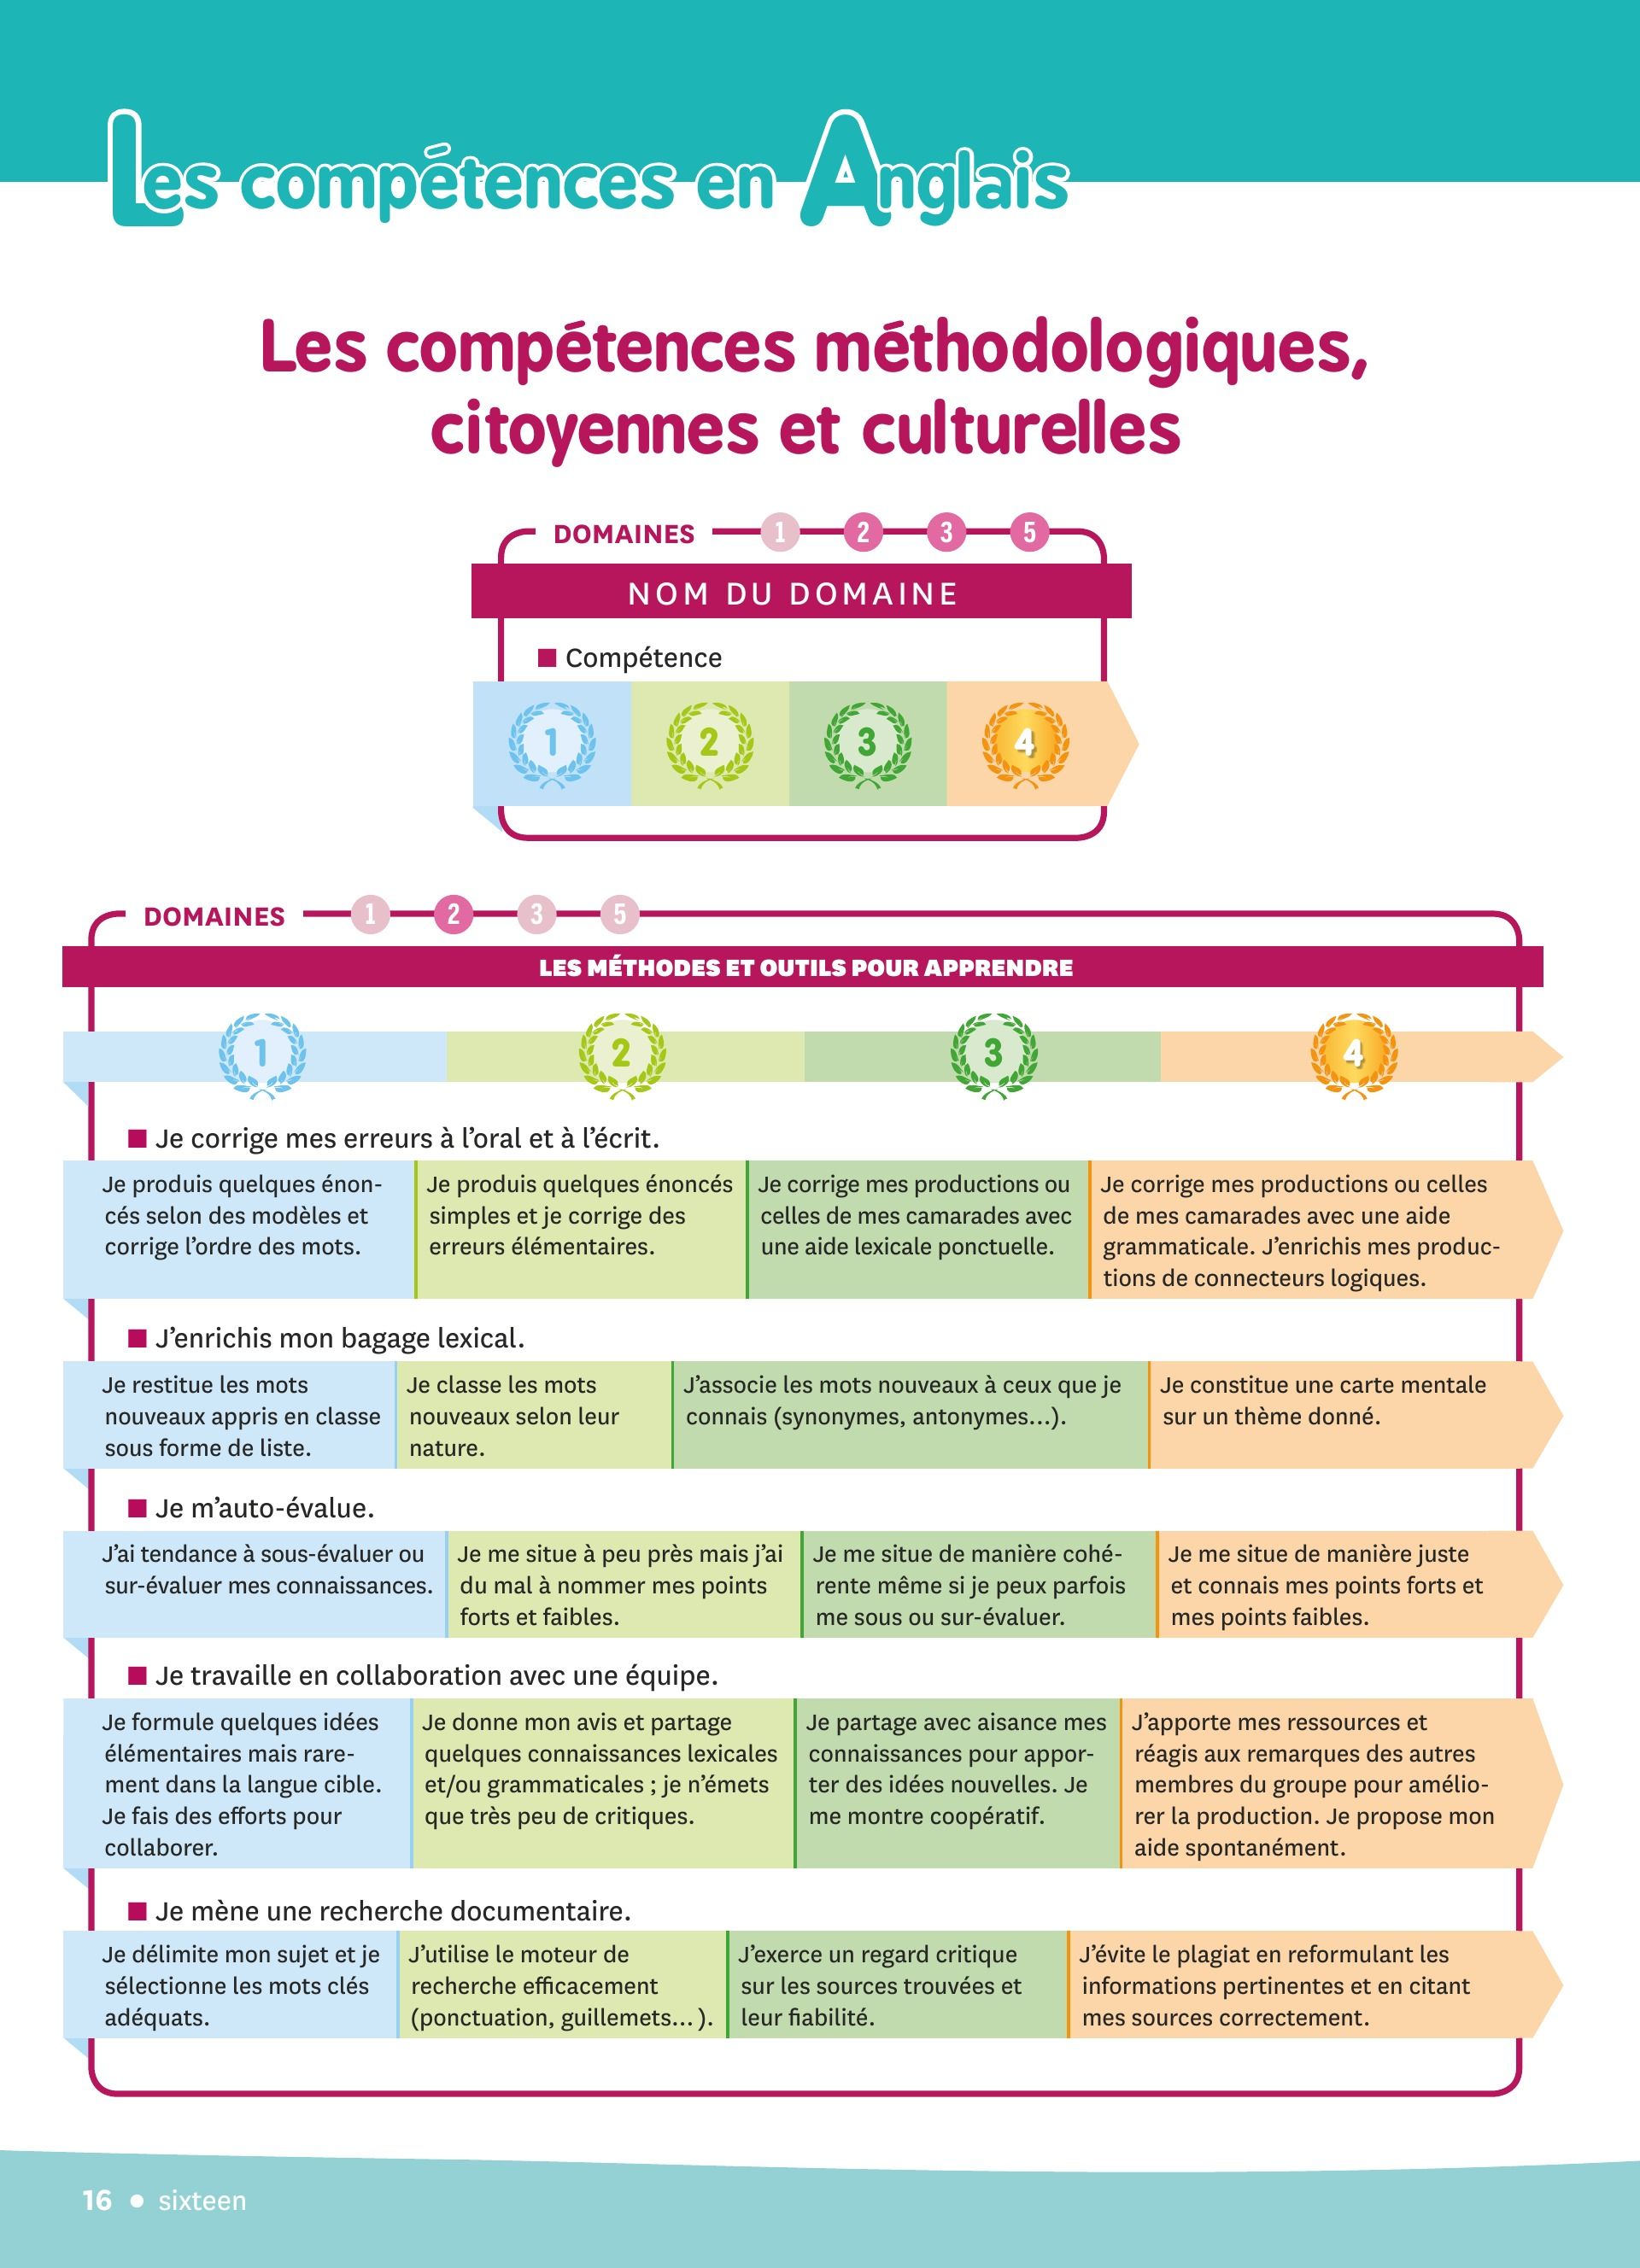 Les compétences en Anglais
Les compétences méthodologiques,
citoyennes et culturelles
DOMAINES 1 2 3 5
NOM DU DOMAINE
■ Compétence
1 2 3 4
DOMAINES 1 2 3 5
LES MÉTHODES ET OUTILS POUR APPRENDRE
1 2 3 4
■ Je corrige mes erreurs à l’oral et à l’écrit.
Je produis quelques énon-
cés selon des modèles et
corrige l’ordre des mots.
Je produis quelques énoncés
simples et je corrige des
erreurs élémentaires.
Je corrige mes productions ou
celles de mes camarades avec
une aide lexicale ponctuelle.
Je corrige mes productions ou celles
de mes camarades avec une aide
grammaticale. J’enrichis mes produc-
tions de connecteurs logiques.
■ J’enrichis mon bagage lexical.
Je restitue les mots
nouveaux appris en classe
sous forme de liste.
Je classe les mots
nouveaux selon leur
nature.
J’associe les mots nouveaux à ceux que je
connais (synonymes, antonymes…).
Je constitue une carte mentale
sur un thème donné.
■ Je m’auto-évalue.
J’ai tendance à sous-évaluer ou
sur-évaluer mes connaissances.
Je me situe à peu près mais j’ai
du mal à nommer mes points
forts et faibles.
Je me situe de manière cohé-
rente même si je peux parfois
me sous ou sur-évaluer.
Je me situe de manière juste
et connais mes points forts et
mes points faibles.
■ Je travaille en collaboration avec une équipe.
Je formule quelques idées
élémentaires mais rare-
ment dans la langue cible.
Je fais des efforts pour
collaborer.
Je donne mon avis et partage
quelques connaissances lexicales
et/ou grammaticales ; je n’émets
que très peu de critiques.
Je partage avec aisance mes
connaissances pour appor-
ter des idées nouvelles. Je
me montre coopératif.
J’apporte mes ressources et
réagis aux remarques des autres
membres du groupe pour amélio-
rer la production. Je propose mon
aide spontanément.
■ Je mène une recherche documentaire.
Je délimite mon sujet et je
sélectionne les mots clés
adéquats.
J’utilise le moteur de
recherche efficacement
(ponctuation, guillemets… ).
J’exerce un regard critique
sur les sources trouvées et
leur fiabilité.
J’évite le plagiat en reformulant les
informations pertinentes et en citant
mes sources correctement.
16 • sixteen